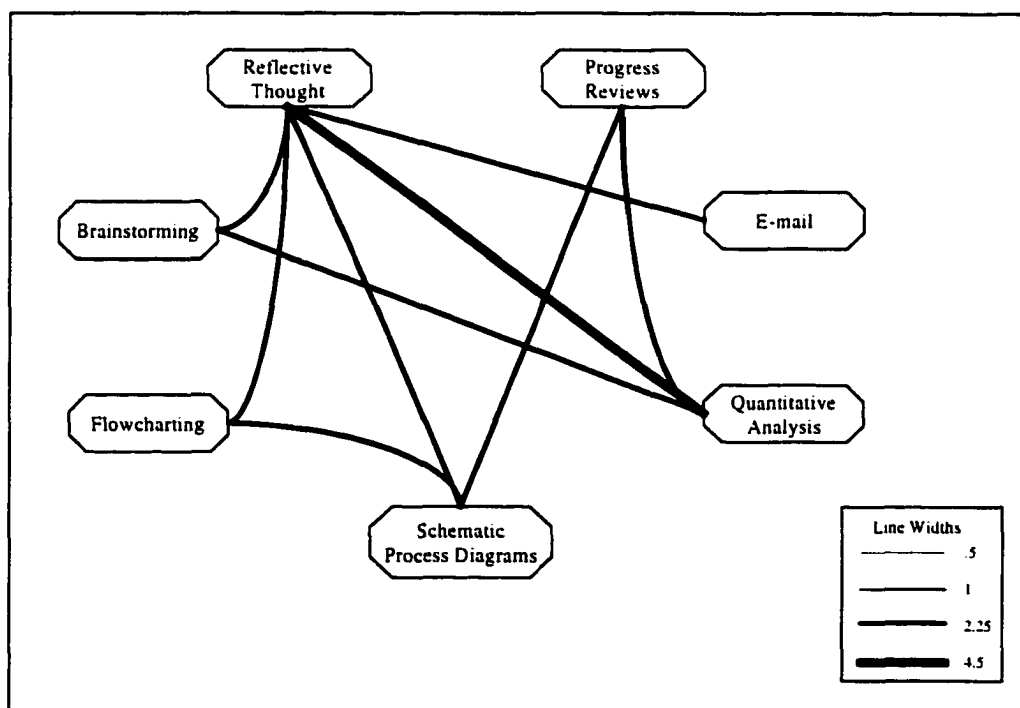 Reflective
Thought
Progress
Reviews
Brainstorming
E-mail
Flowcharting
Quantitative
Analysis
Schematic
Process Diagrams
Line Widths
.5
1
2.25
4.5